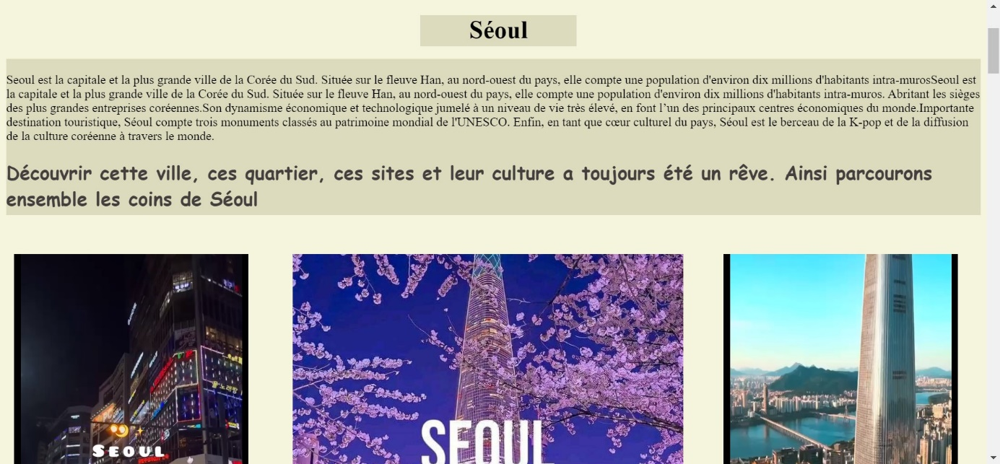 Séoul
Seoul est la capitale et la plus grande ville de la Corée du Sud. Située sur le fleuve Han, au nord-ouest du pays, elle compte une population d'environ dix millions d'habitants intra-murosSeoul est
la capitale et la plus grande ville de la Corée du Sud. Située sur le fleuve Han, au nord-ouest du pays, elle compte une population d'environ dix millions d'habitants intra-muros. Abritant les sièges
des plus grandes entreprises coréennes.Son dynamisme économique et technologique jumelé à un niveau de vie très élevé, en font l’un des principaux centres économiques du monde.Importante
destination touristique, Séoul compte trois monuments classés au patrimoine mondial de l'UNESCO. Enfin, en tant que cœur culturel du pays, Séoul est le berceau de la K-pop et de la diffusion
de la culture coréenne à travers le monde.
Découvrir cette ville, ces quartier, ces sites et leur culture a toujours été un rêve. Ainsi parcourons
ensemble les coins de Séoul
SEOUL
SEOUL